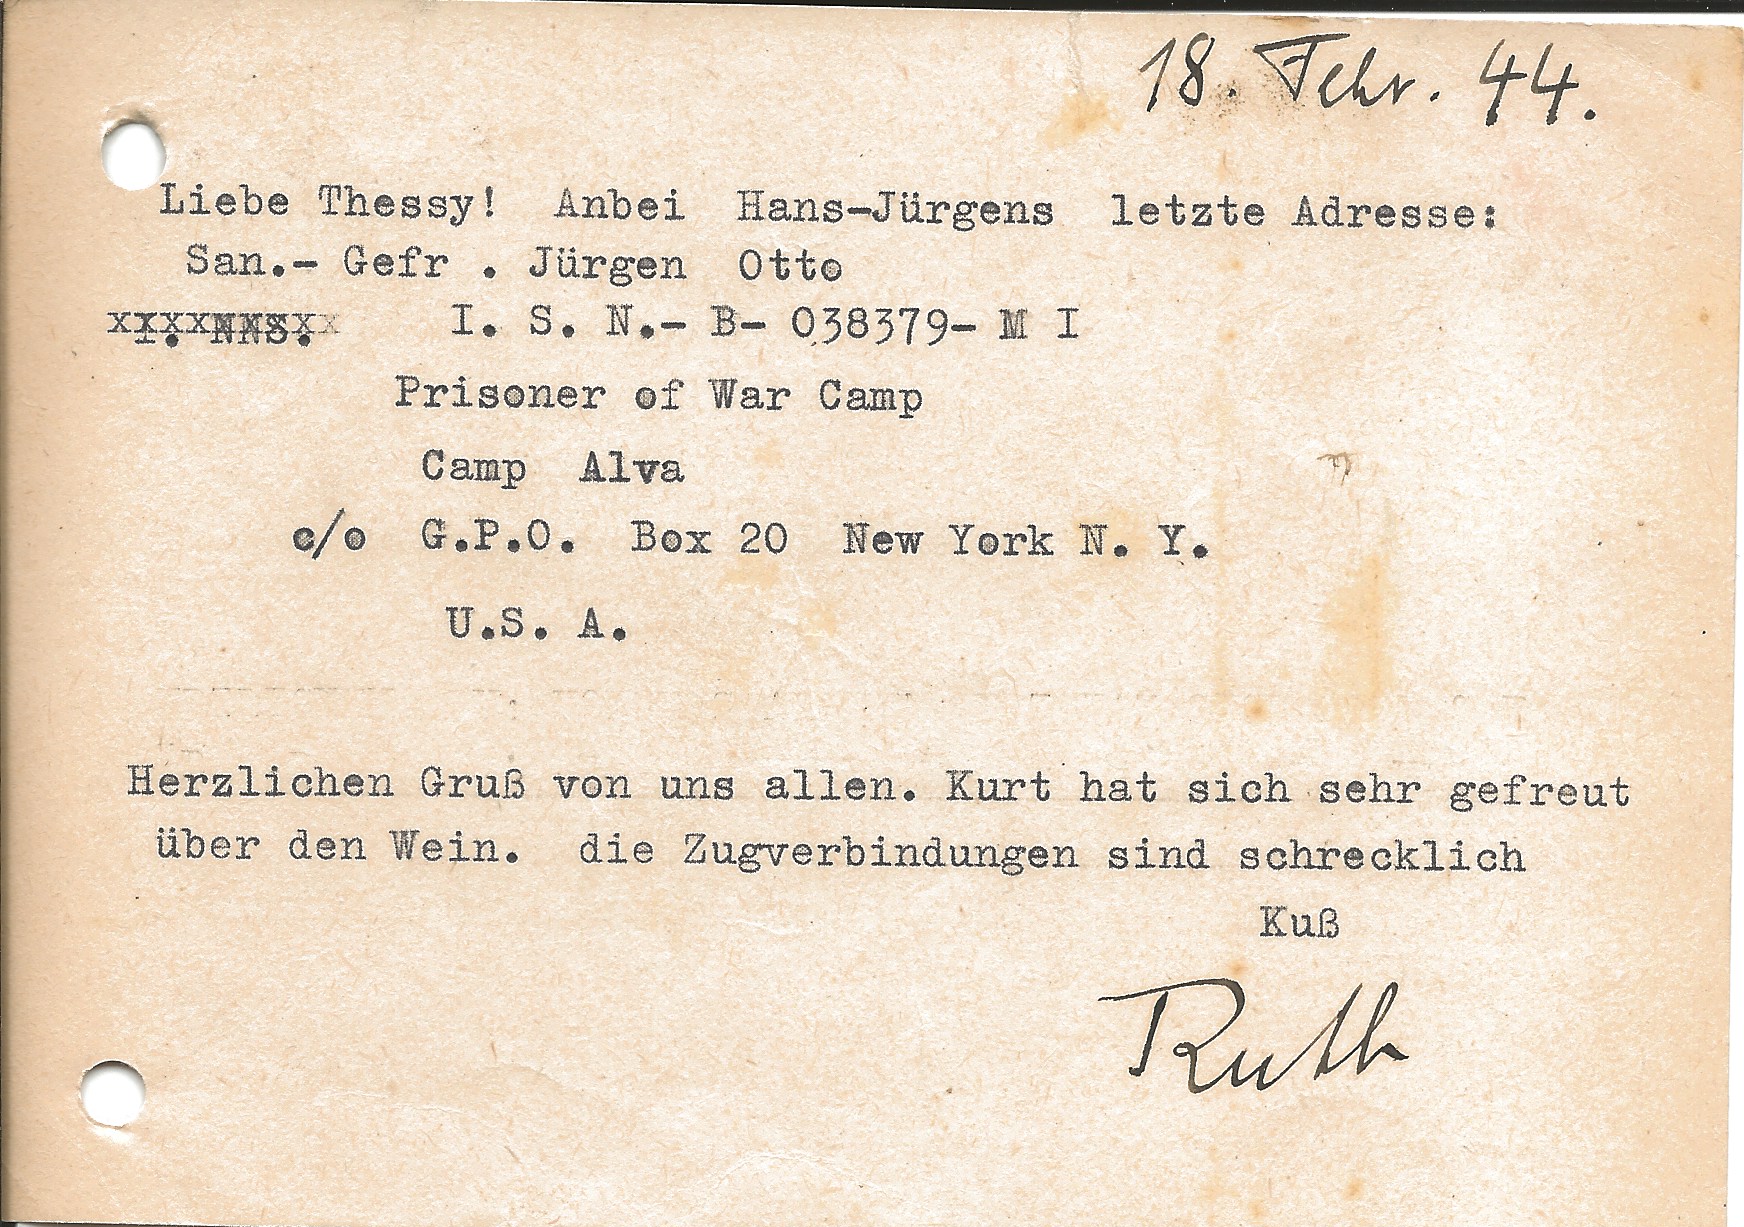 18. Febr. 44.
Liebe Thessy! Anbei Hans-Jürgens letzte Adresse:
San.- Gefr . Jürgen Otto
I. S. N.- B- 038379- M I
Prisoner of War Camp
Camp Alva
c/o G.P.O. Box 20 New York N. Y.
U.S. A.
Herzlichen Gruß von uns allen. Kurt hat sich sehr gefreut
über den Wein. die Zugverbindungen sind schrecklich
Kuß
Ruth